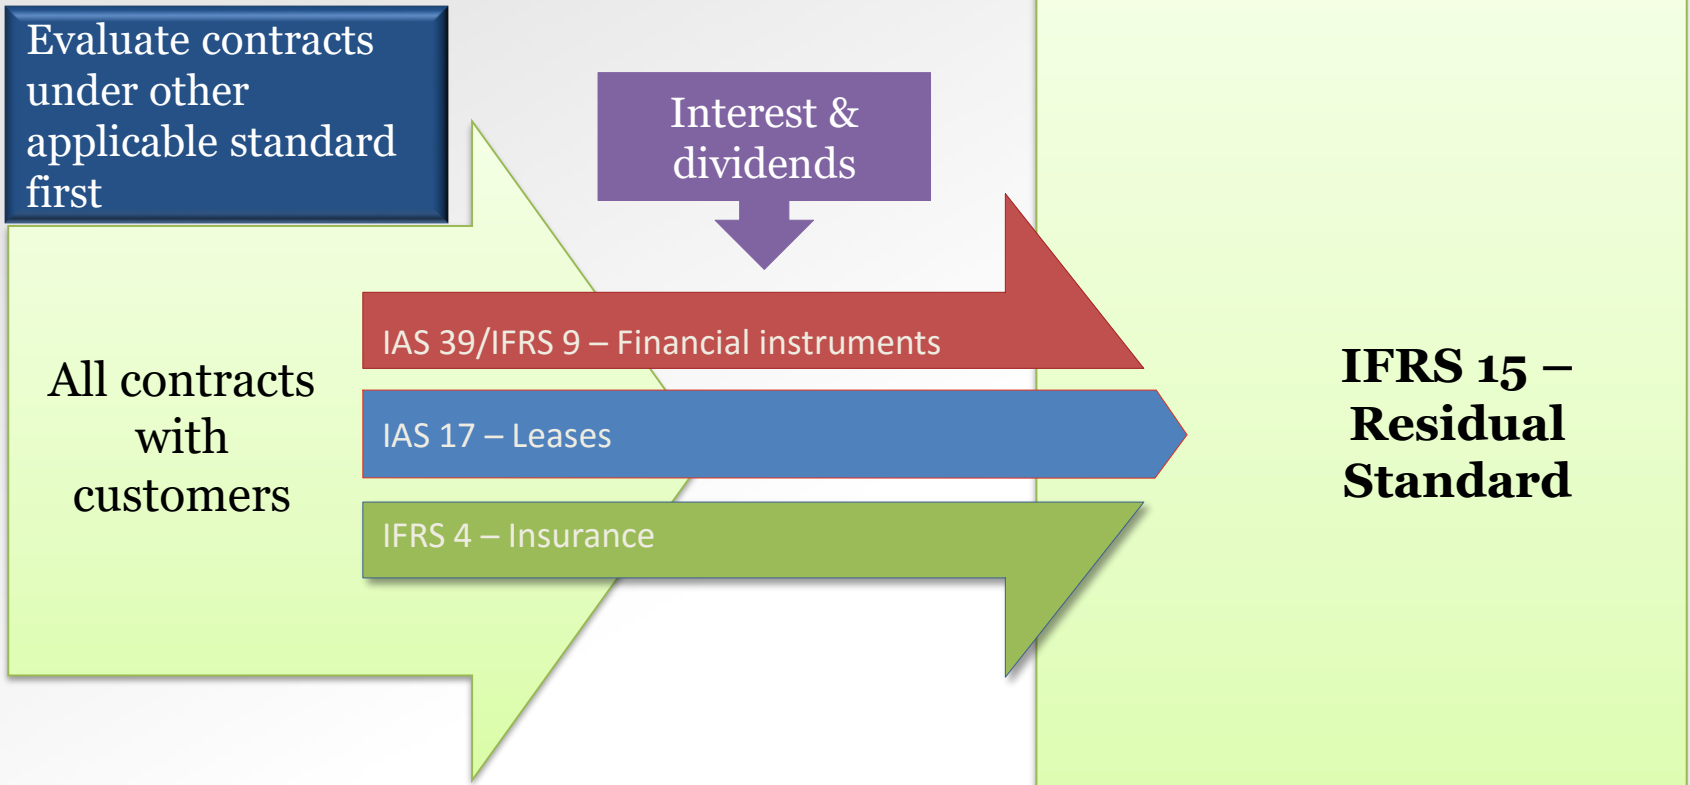 Evaluate contracts
under other
applicable standard
first
Interest &
dividends
All contracts
with
customers
IAS 39/IFRS 9 – Financial instruments
IAS 17 – Leases
IFRS 4 – Insurance
IFRS 15 –
Residual
Standard